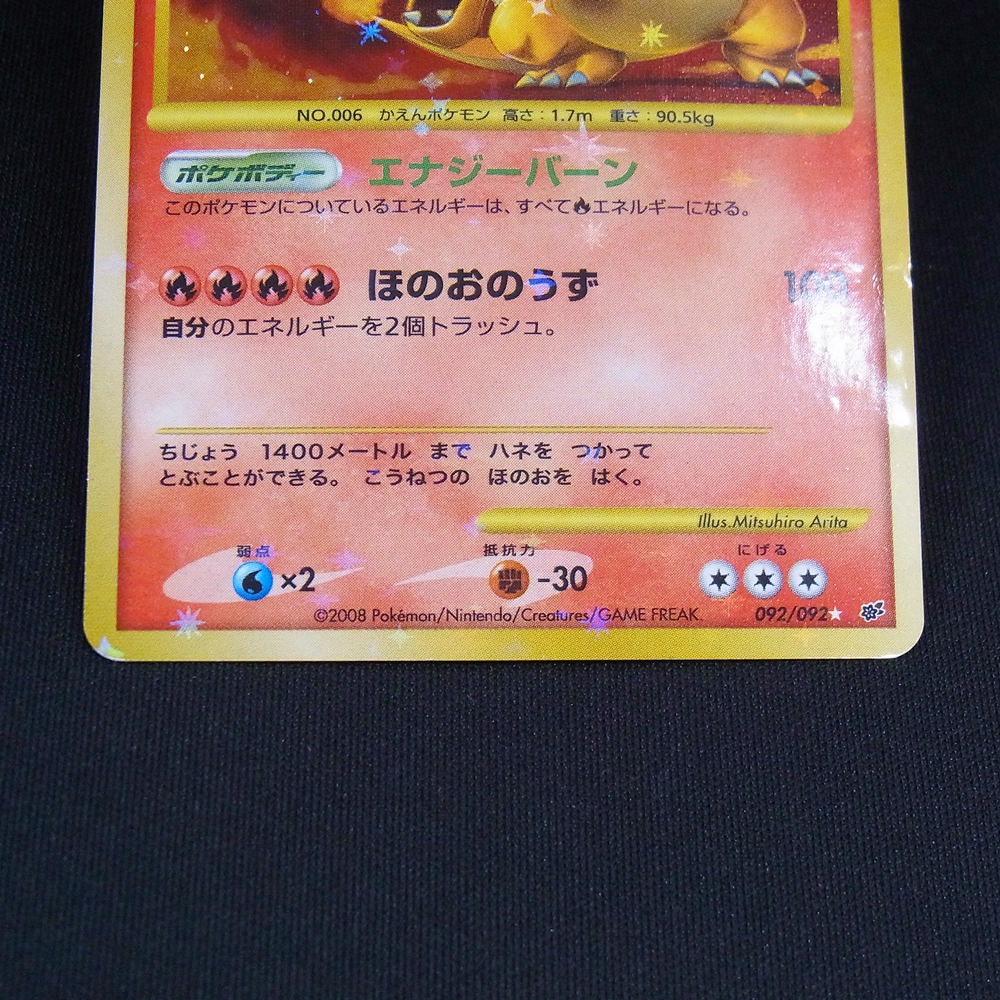 NO.006 かえんポケモン 高さ：1.7m 重さ：90.5kg
ポケボディー エナジーバーン
このポケモンについているエネルギーは、すべてエネルギーになる。
ほのおのうず 100
自分のエネルギーを2個トラッシュ。
ちじょう 1400メートル まで ハネを つかって
とぶことができる。 こうねつの ほのおを はく。
Illus.Mitsuhiro Arita
弱点 抵抗力 にげる
×2 -30
©2008 Pokémon/Nintendo/Creatures/GAME FREAK 092/092★